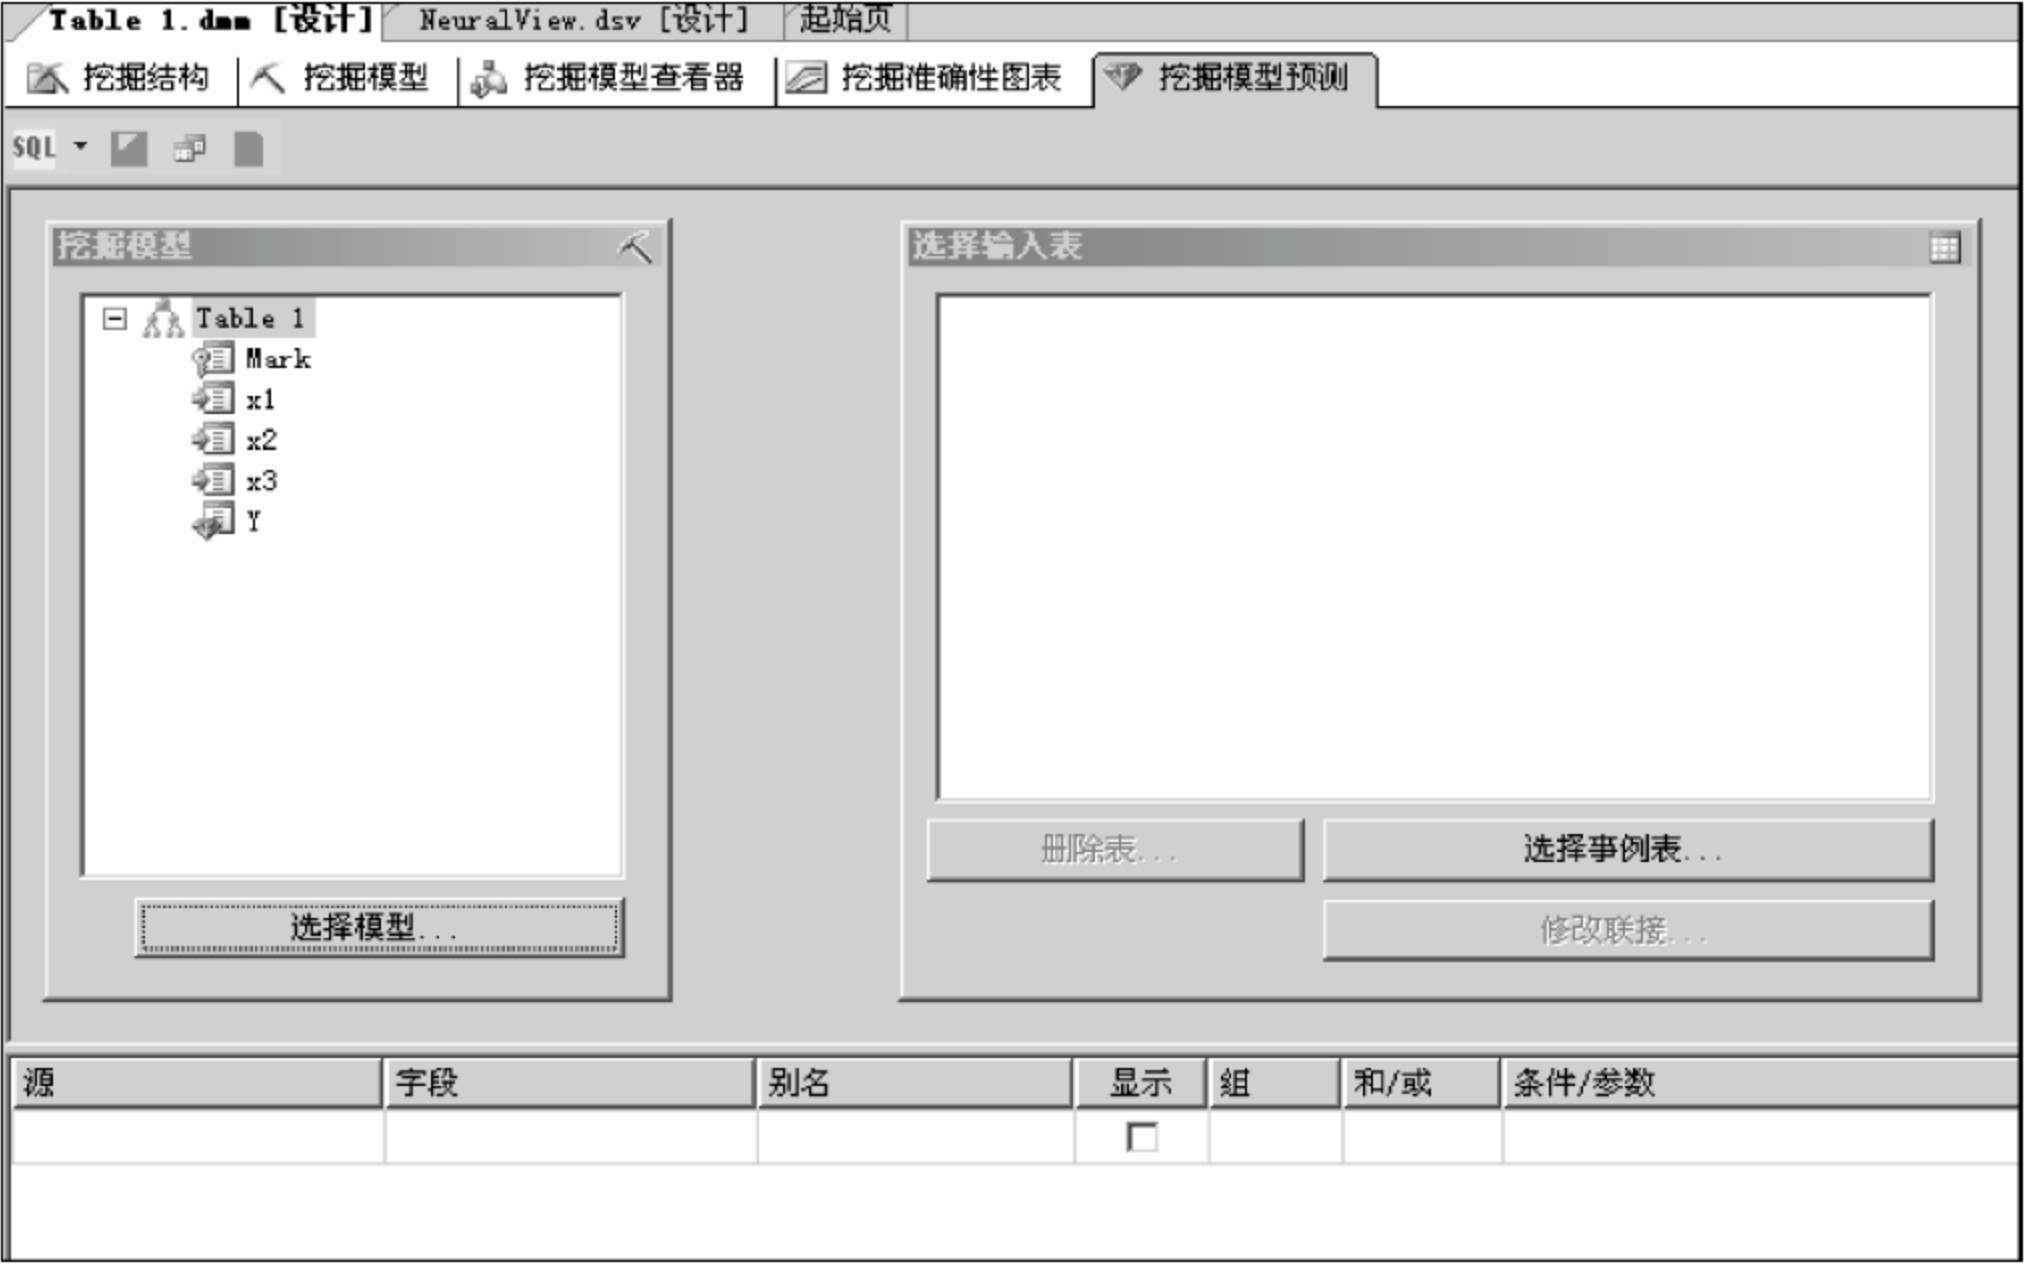 Table 1.dmm [设计] NeuralView.dsv [设计] 起始页
挖掘结构 挖掘模型 挖掘模型查看器 挖掘准确性图表 挖掘模型预测
SQL
挖掘模型
Table 1
Mark
x1
x2
x3
Y
选择模型...
选择输入表
删除表... 选择事例表...
修改联接...
源 字段 别名 显示 组 和/或 条件/参数